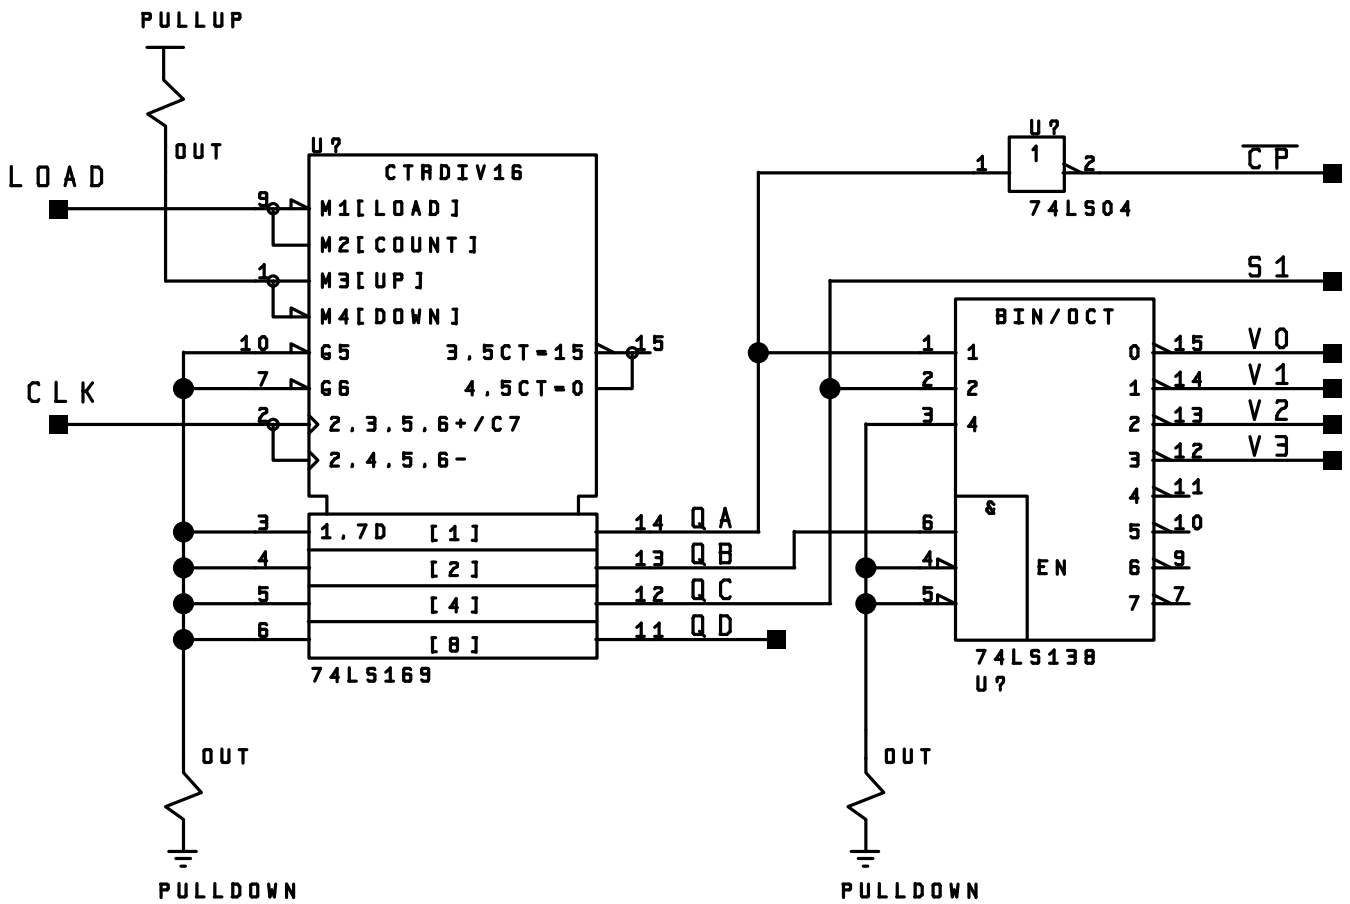 PULLUP
OUT
LOAD
CLK
U?
CTRDIV16
9
M1[LOAD]
M2[COUNT]
1
M3[UP]
M4[DOWN]
10
G5
3,5CT=15
15
7
G6
4,5CT=0
2
2,3,5,6+/C7
2,4,5,6-
3
1,7D
[1]
14
QA
4
[2]
13
QB
5
[4]
12
QC
6
[8]
11
QD
74LS169
OUT
PULLDOWN
U?
1
1
2
CP
74LS04
S1
BIN/OCT
1
1
0
15
V0
2
2
1
14
V1
3
4
2
13
V2
3
12
V3
4
11
6
&
5
10
4
EN
6
9
5
7
7
74LS138
U?
OUT
PULLDOWN